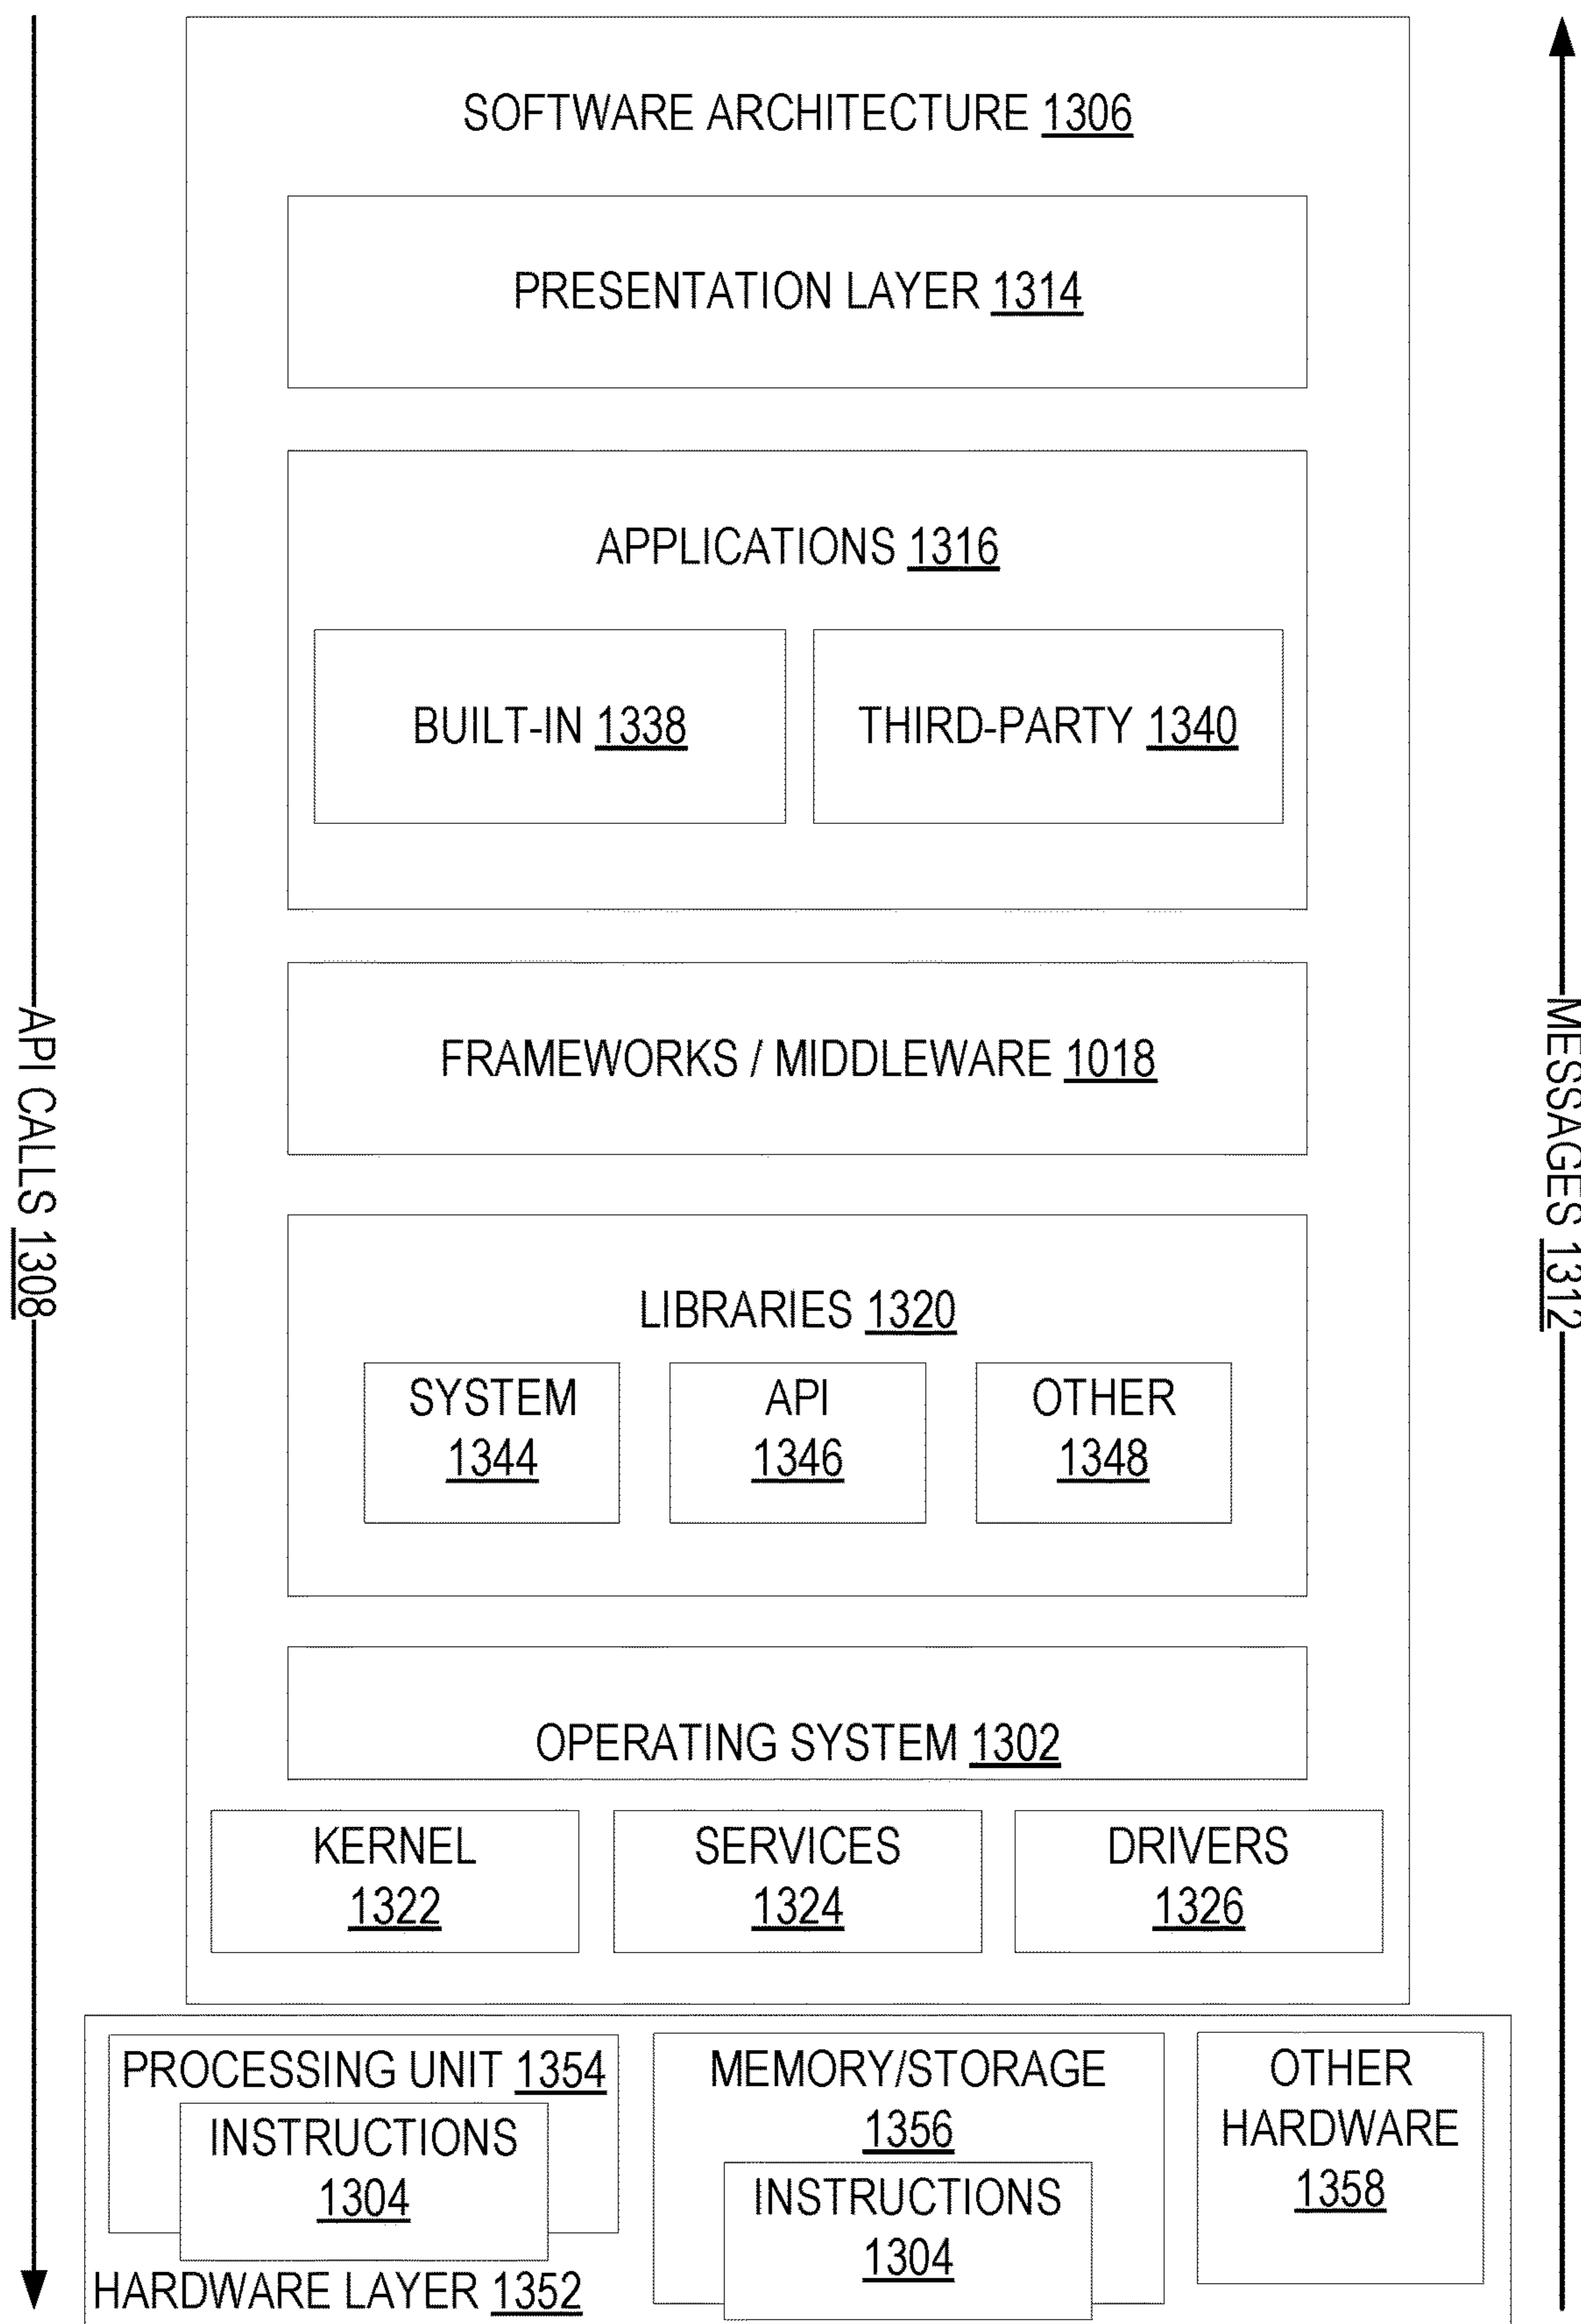 SOFTWARE ARCHITECTURE 1306
PRESENTATION LAYER 1314
APPLICATIONS 1316
BUILT-IN 1338
THIRD-PARTY 1340
FRAMEWORKS / MIDDLEWARE 1018
API CALLS 1308
MESSAGES 1312
LIBRARIES 1320
SYSTEM
1344
API
1346
OTHER
1348
OPERATING SYSTEM 1302
KERNEL
1322
SERVICES
1324
DRIVERS
1326
PROCESSING UNIT 1354
INSTRUCTIONS
1304
MEMORY/STORAGE
1356
INSTRUCTIONS
1304
OTHER
HARDWARE
1358
HARDWARE LAYER 1352